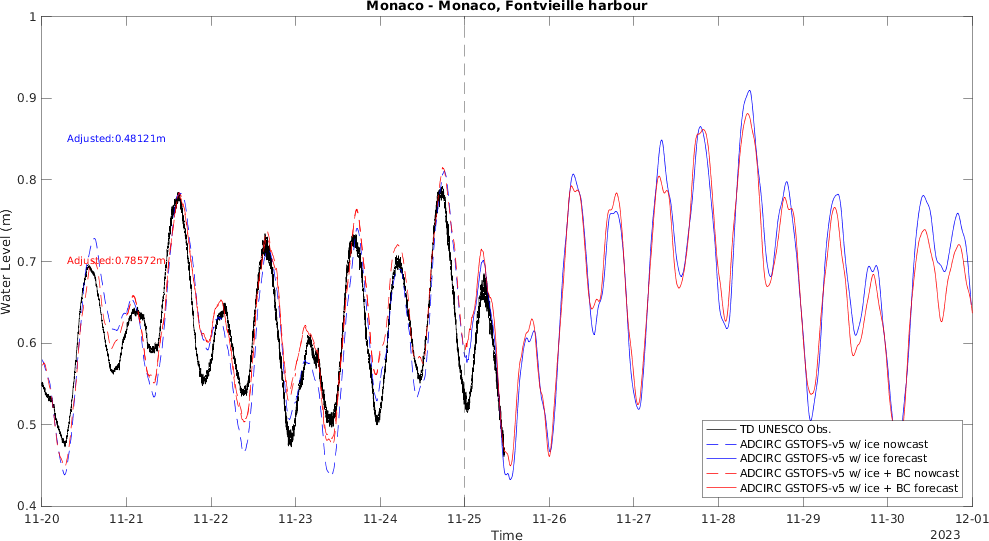 Monaco - Monaco, Fontvieille harbour
1
0.9
0.8
0.7
0.6
0.5
0.4
Water Level (m)
Adjusted:0.48121m
Adjusted:0.78572m
TD UNESCO Obs.
ADCIRC GSTOFS-v5 w/ ice nowcast
ADCIRC GSTOFS-v5 w/ ice forecast
ADCIRC GSTOFS-v5 w/ ice + BC nowcast
ADCIRC GSTOFS-v5 w/ ice + BC forecast
11-20 11-21 11-22 11-23 11-24 11-25 11-26 11-27 11-28 11-29 11-30 12-01
Time
2023